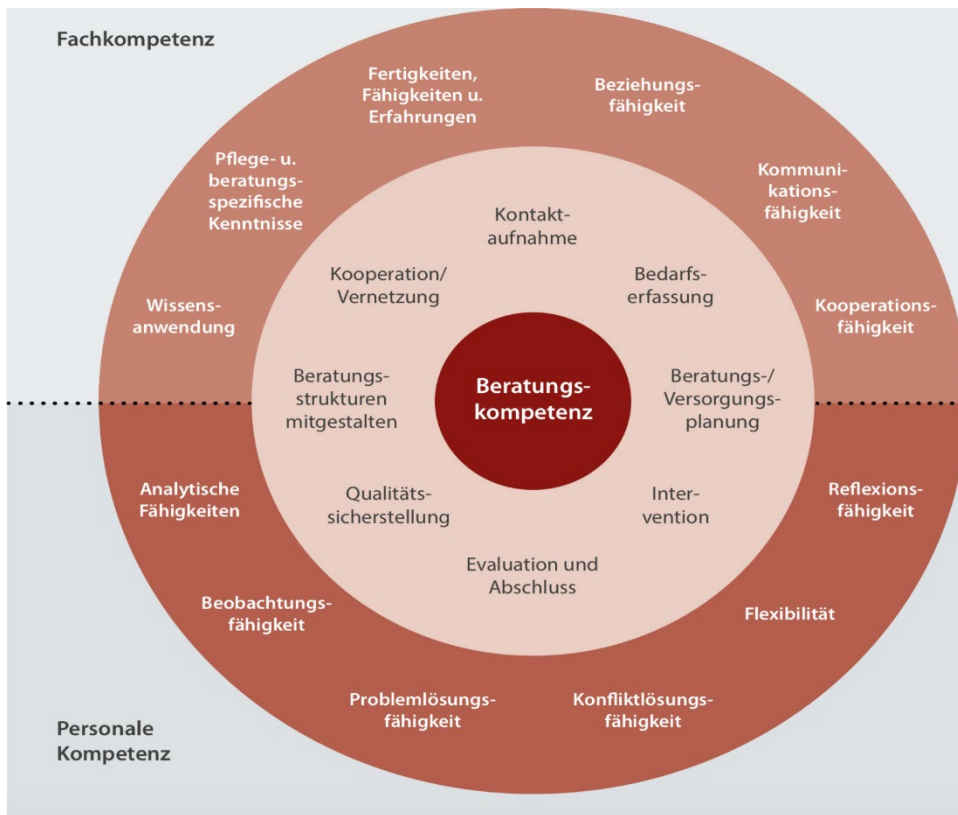 Fachkompetenz
Fertigkeiten,
Fähigkeiten u.
Erfahrungen
Beziehungs-
fähigkeit
Pflege- u.
beratungs-
spezifische
Kenntnisse
Kommuni-
kations-
fähigkeit
Wissens-
anwendung
Kooperations-
fähigkeit
Kontakt-
aufnahme
Kooperation/
Vernetzung
Bedarfs-
erfassung
Beratungs-
strukturen
mitgestalten
Beratungs-
kompetenz
Beratungs-/
Versorgungs-
planung
Qualitäts-
sicherstellung
Inter-
vention
Evaluation und
Abschluss
Analytische
Fähigkeiten
Reflexions-
fähigkeit
Beobachtungs-
fähigkeit
Flexibilität
Problemlösungs-
fähigkeit
Konfliktlösungs-
fähigkeit
Personale
Kompetenz